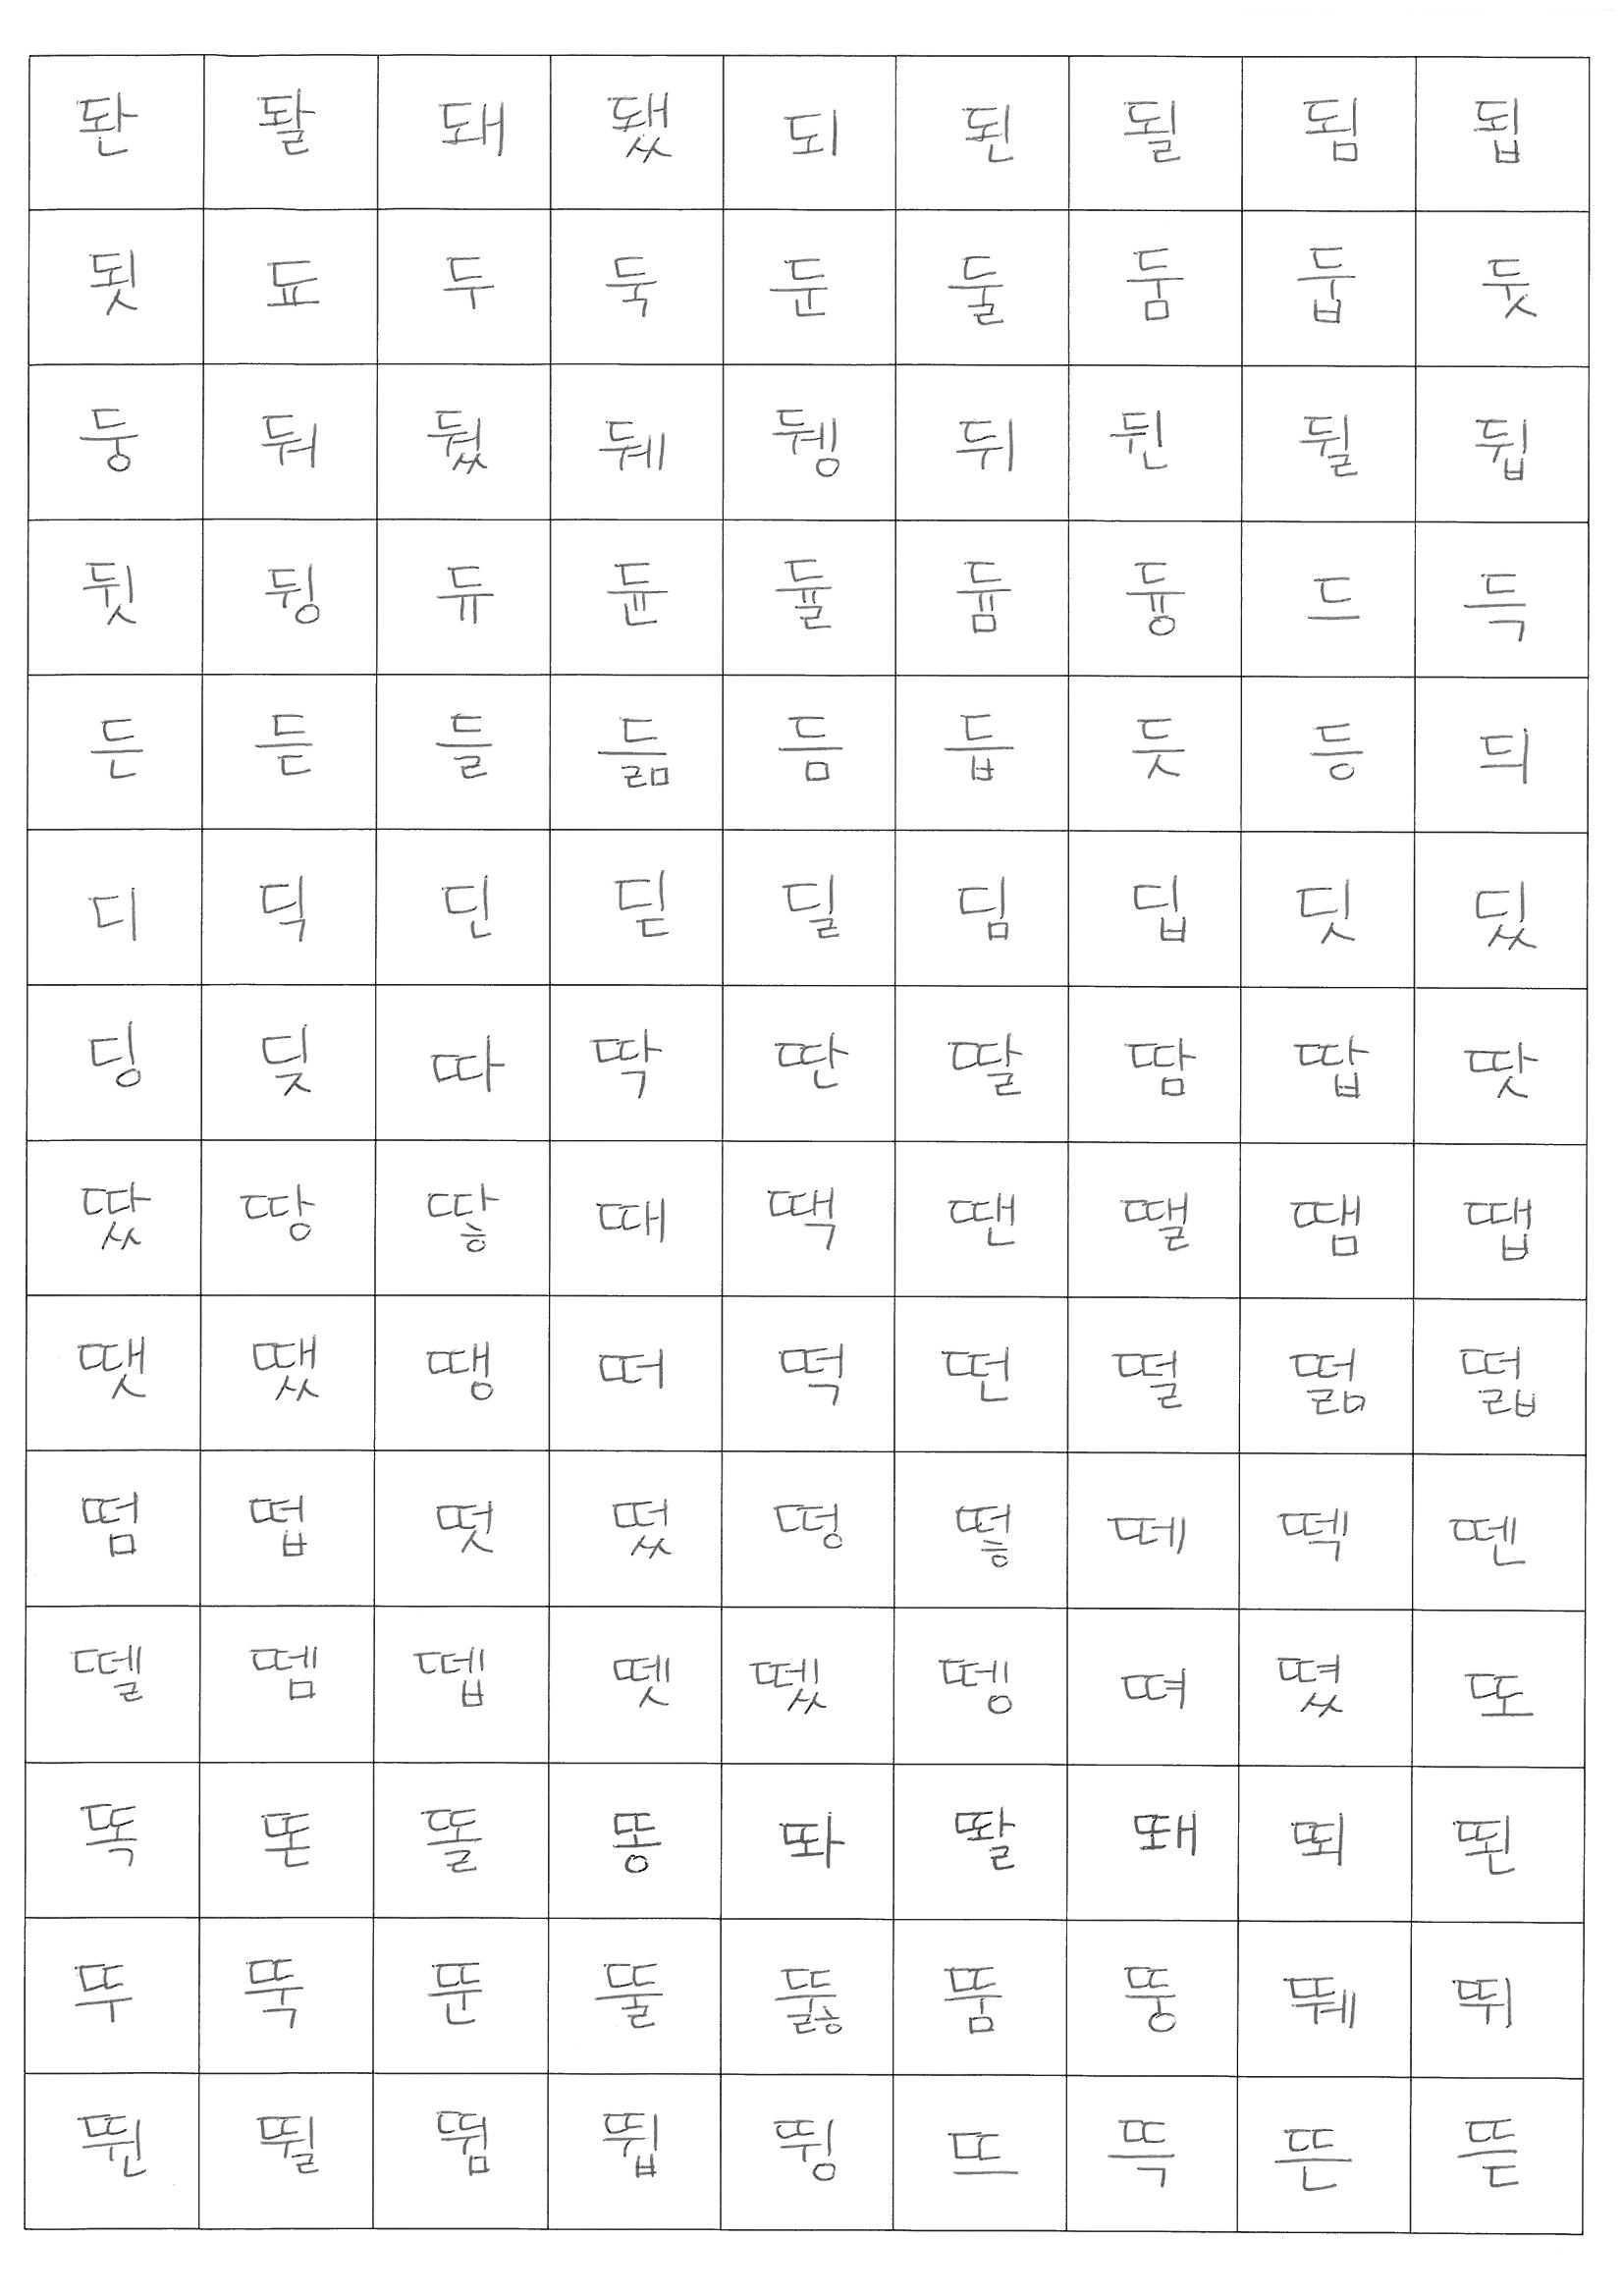 돤 돨 돼 됐 되 된 될 됨 됩
됫 됴 두 둑 둔 둘 둠 둡 둣
둥 둬 뒀 뒈 뒝 뒤 뒨 뒬 뒵
뒷 뒹 듀 듄 듈 듐 듕 드 득
든 듣 들 듦 듬 듭 듯 등 듸
디 딕 딘 딛 딜 딤 딥 딧 딨
딩 딪 따 딱 딴 딸 땀 땁 땃
땄 땅 땋 때 땍 땐 땔 땜 땝
땟 땠 땡 떠 떡 떤 떨 떪 떫
떰 떱 떳 떴 떵 떻 떼 떽 뗀
뗄 뗌 뗍 뗏 뗐 뗑 뗘 뗬 또
똑 똔 똘 똥 똬 똴 뙈 뙤 뙨
뚜 뚝 뚠 뚤 뚫 뚬 뚱 뛔 뛰
뛴 뛸 뜀 뜁 뜅 뜨 뜩 뜬 뜯